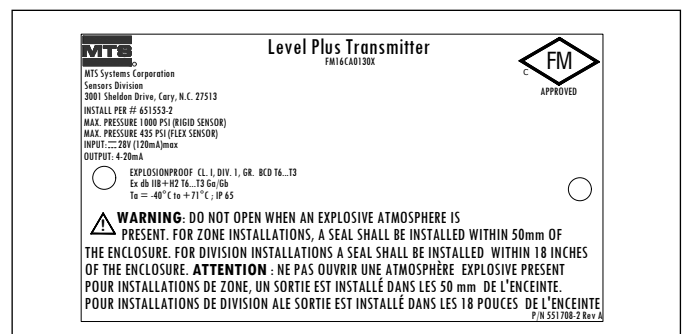 MTS
Level Plus Transmitter
FM16CA0130X
C FM
APPROVED
MTS Systems Corporation
Sensors Division
3001 Sheldon Drive, Cary, N.C. 27513
INSTALL PER # 651553-2
MAX. PRESSURE 1000 PSI (RIGID SENSOR)
MAX. PRESSURE 435 PSI (FLEX SENSOR)
INPUT: ⎓ 28V (120mA)max
OUTPUT: 4-20mA
EXPLOSIONPROOF CL. I, DIV. 1, GR. BCD T6...T3
Ex db IIB+H2 T6...T3 Ga/Gb
Ta = -40°C to +71°C ; IP 65
WARNING: DO NOT OPEN WHEN AN EXPLOSIVE ATMOSPHERE IS
PRESENT. FOR ZONE INSTALLATIONS, A SEAL SHALL BE INSTALLED WITHIN 50mm OF
THE ENCLOSURE. FOR DIVISION INSTALLATIONS A SEAL SHALL BE INSTALLED WITHIN 18 INCHES
OF THE ENCLOSURE. ATTENTION : NE PAS OUVRIR UNE ATMOSPHÈRE EXPLOSIVE PRESENT
POUR INSTALLATIONS DE ZONE, UN SORTIE EST INSTALLÉ DANS LES 50 mm DE L'ENCEINTE.
POUR INSTALLATIONS DE DIVISION ALE SORTIE EST INSTALLÉ DANS LES 18 POUCES DE L'ENCEINTE
P/N 551708-2 Rev A